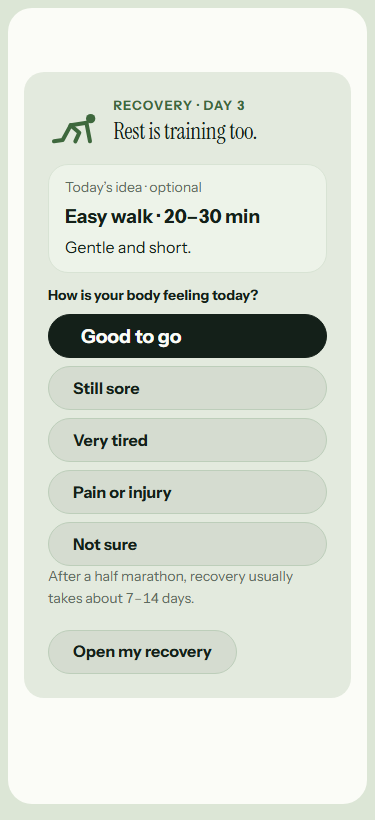 RECOVERY · DAY 3
Rest is training too.
Today's idea · optional
Easy walk · 20–30 min
Gentle and short.
How is your body feeling today?
Good to go
Still sore
Very tired
Pain or injury
Not sure
After a half marathon, recovery usually
takes about 7–14 days.
Open my recovery